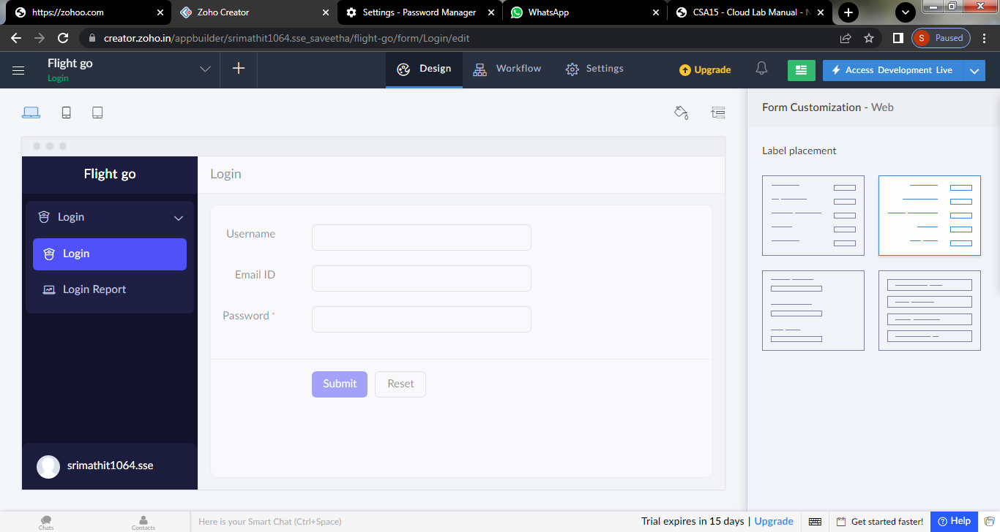 https://zohoo.com
Zoho Creator
Settings - Password Manager
WhatsApp
CSA15 - Cloud Lab Manual -
creator.zoho.in/appbuilder/srimathit1064.sse_saveetha/flight-go/form/Login/edit
S Paused
Flight go
Login
Design
Workflow
Settings
Upgrade
Access Development Live
Form Customization - Web
Label placement
Flight go
Login
Login
Login
Login Report
Username
Email ID
Password *
Submit
Reset
srimathit1064.sse
Chats
Contacts
Here is your Smart Chat (Ctrl+Space)
Trial expires in 15 days | Upgrade
Get started faster!
Help